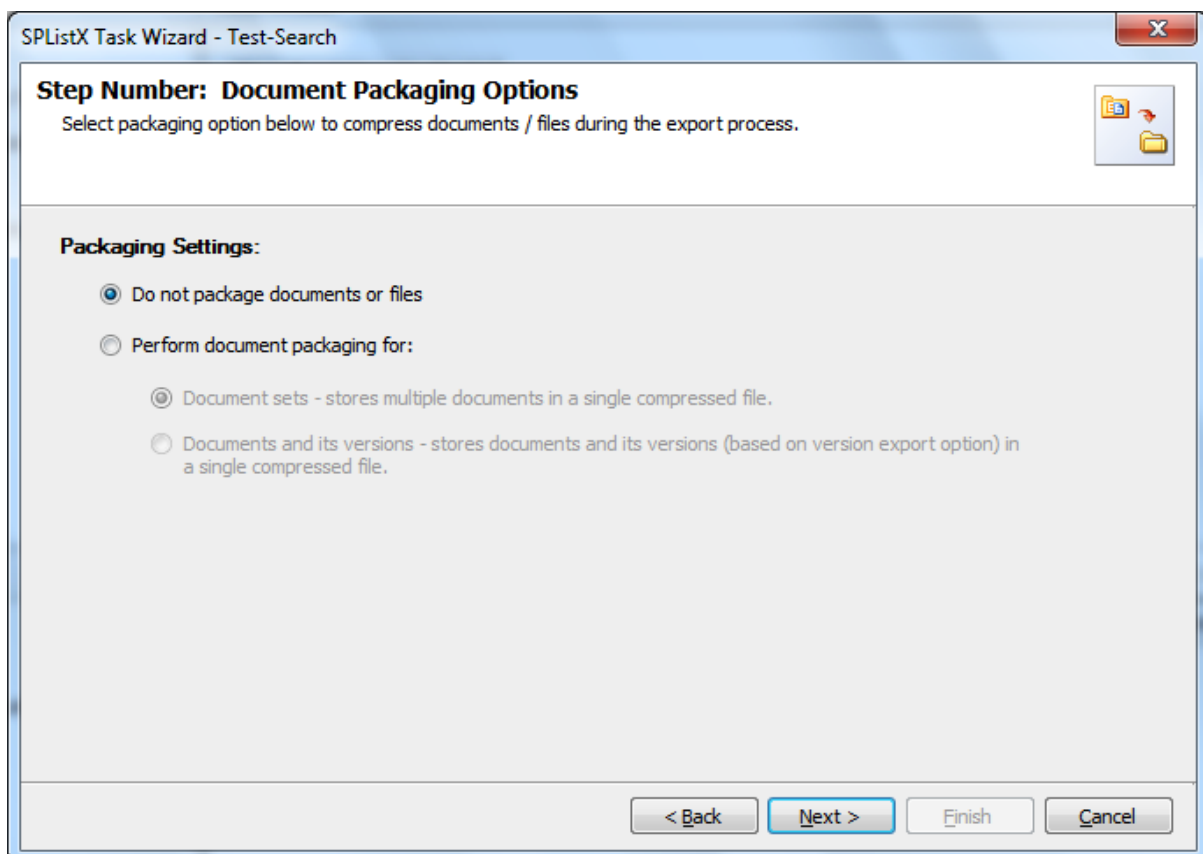 SPListX Task Wizard - Test-Search
x
Step Number: Document Packaging Options
Select packaging option below to compress documents / files during the export process.
Packaging Settings:
Do not package documents or files
Perform document packaging for:
Document sets - stores multiple documents in a single compressed file.
Documents and its versions - stores documents and its versions (based on version export option) in
a single compressed file.
< Back Next > Finish Cancel